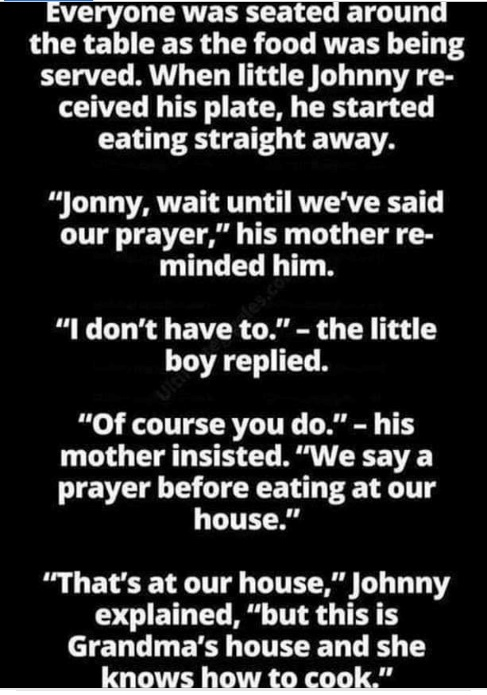 Everyone was seated around
the table as the food was being
served. When little Johnny re-
ceived his plate, he started
eating straight away.
“Jonny, wait until we’ve said
our prayer,” his mother re-
minded him.
“I don’t have to.” – the little
boy replied.
“Of course you do.” – his
mother insisted. “We say a
prayer before eating at our
house.”
“That’s at our house,” Johnny
explained, “but this is
Grandma’s house and she
knows how to cook.”